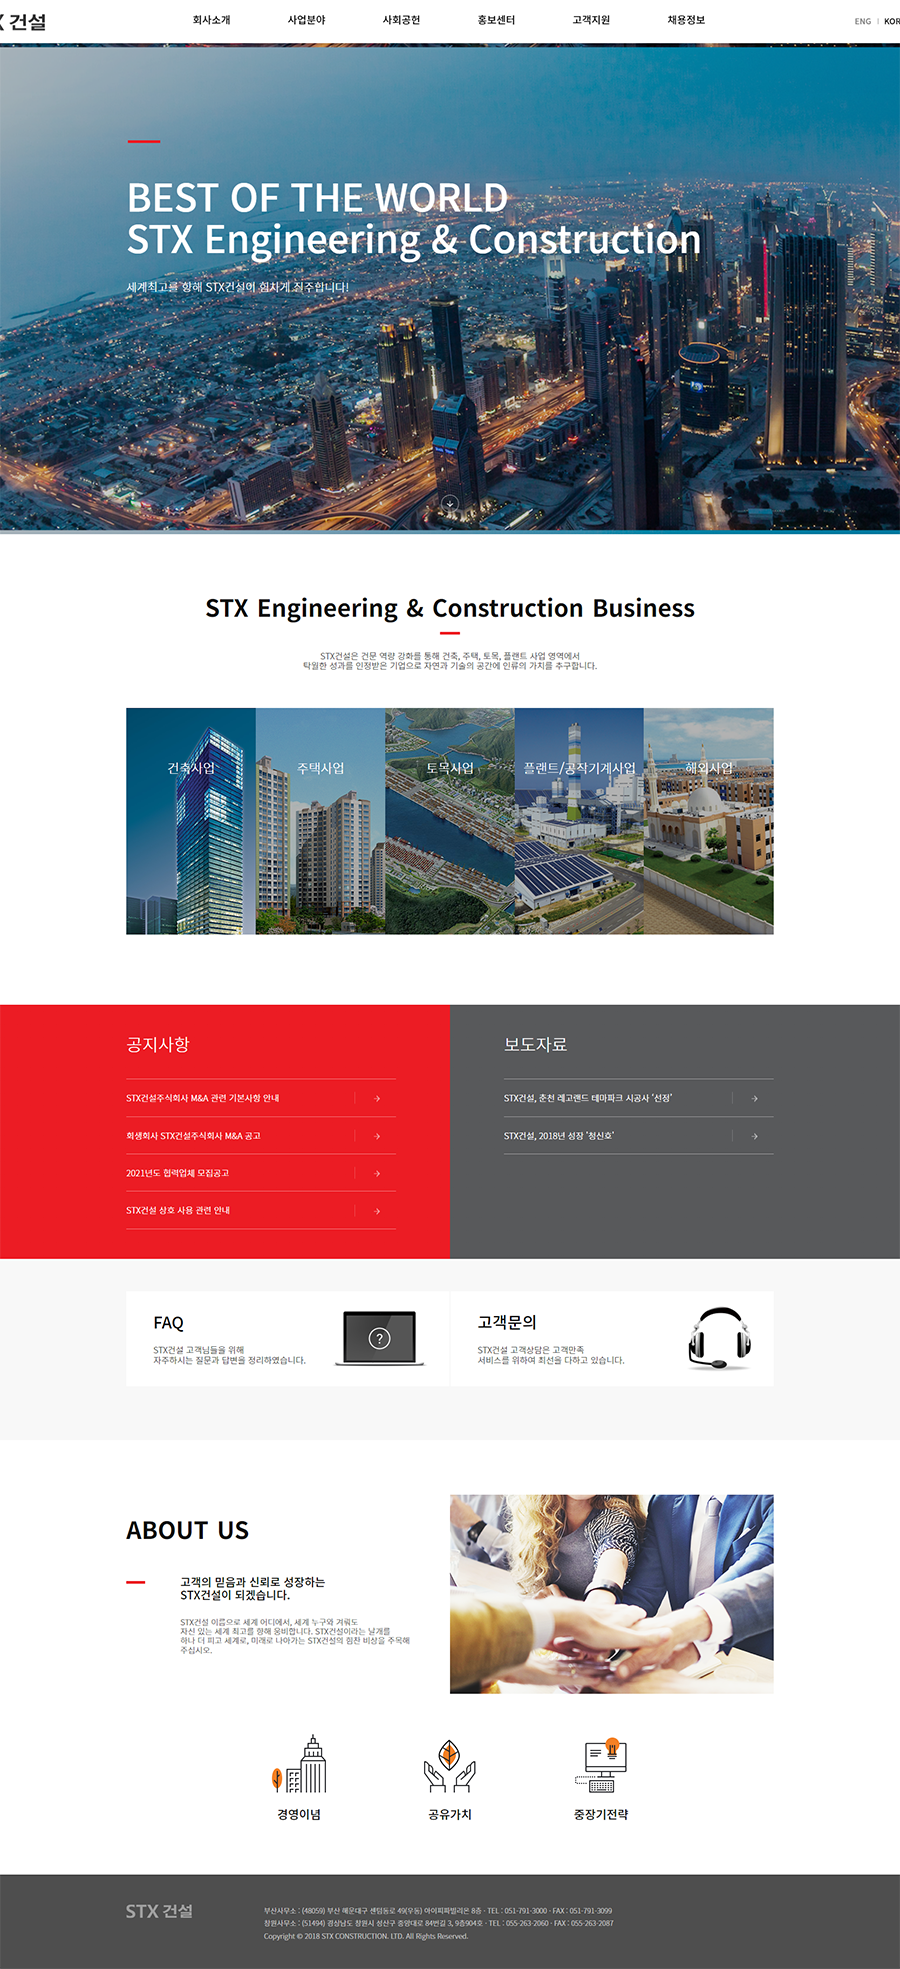 건설
회사소개
사업분야
사회공헌
홍보센터
고객지원
채용정보
ENG
KOR
BEST OF THE WORLD
STX Engineering & Construction
세계최고를 향해 STX건설이 힘차게 질주합니다!
STX Engineering & Construction Business
STX건설은 건문 역량 강화를 통해 건축, 주택, 토목, 플랜트 사업 영역에서
탁월한 성과를 인정받은 기업으로 자연과 기술의 공간에 인류의 가치를 추구합니다.
건축사업
주택사업
토목사업
플랜트/공작기계사업
해외사업
공지사항
STX건설주식회사 M&A 관련 기본사항 안내
회생회사 STX건설주식회사 M&A 공고
2021년도 협력업체 모집공고
STX건설 상호 사용 관련 안내
보도자료
STX건설, 춘천 레고랜드 테마파크 시공사 '선정'
STX건설, 2018년 성장 '청신호'
FAQ
STX건설 고객님들을 위해
자주하시는 질문과 답변을 정리하였습니다.
고객문의
STX건설 고객상담은 고객만족
서비스를 위하여 최선을 다하고 있습니다.
ABOUT US
고객의 믿음과 신뢰로 성장하는
STX건설이 되겠습니다.
STX건설 이름으로 세계 어디에서, 세계 누구와 겨뤄도
자신 있는 세계 최고를 향해 웅비합니다. STX건설이라는 날개를
하나 더 피고 세계로, 미래로 나아가는 STX건설의 힘찬 비상을 주목해
주십시오.
경영이념
공유가치
중장기전략
STX 건설
부산사무소 : (48059) 부산 해운대구 센텀동로 49(우동) 아이피파빌리온 8층 · TEL : 051-791-3000 · FAX : 051-791-3099
창원사무소 : (51494) 경상남도 창원시 성산구 중앙대로 84번길 3, 9층904호 · TEL : 055-263-2060 · FAX : 055-263-2087
Copyright © 2018 STX CONSTRUCTION. LTD. All Rights Reserved.